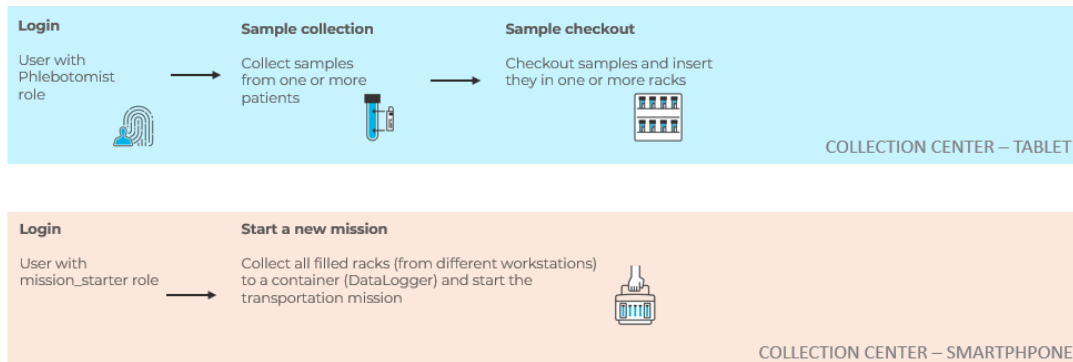 Login
User with
Phlebotomist
role
Sample collection
Collect samples
from one or more
patients
Sample checkout
Checkout samples and insert
they in one or more racks
COLLECTION CENTER – TABLET
Login
User with
mission_starter role
Start a new mission
Collect all filled racks (from different workstations)
to a container (DataLogger) and start the
transportation mission
COLLECTION CENTER – SMARTPHPONE